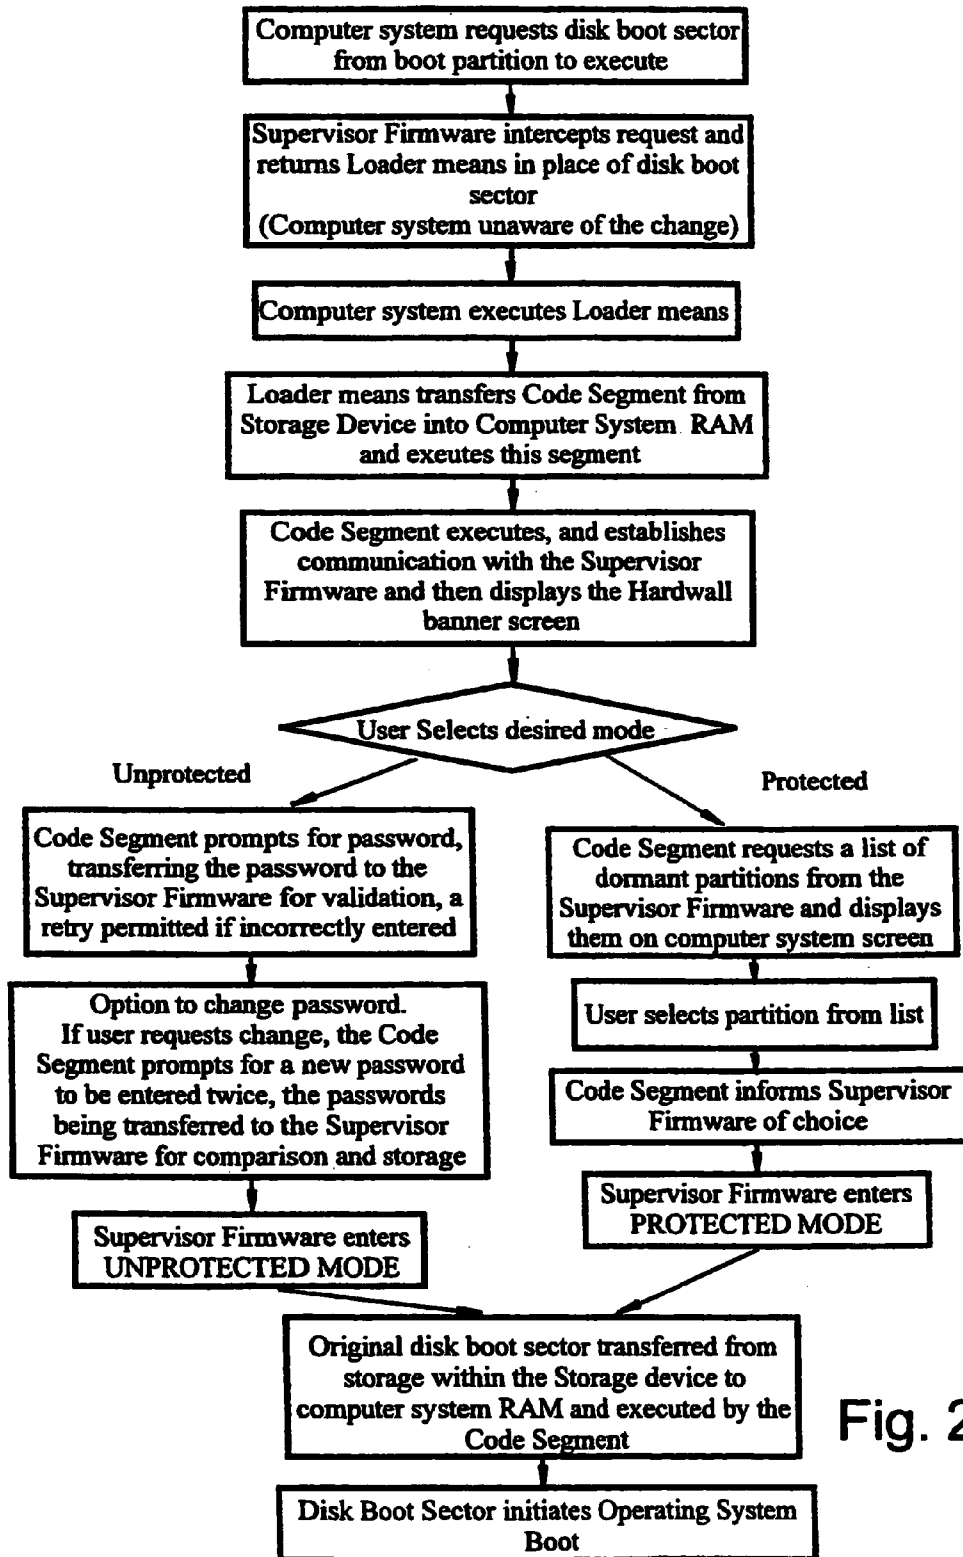 Computer system requests disk boot sector
from boot partition to execute
Supervisor Firmware intercepts request and
returns Loader means in place of disk boot
sector
(Computer system unaware of the change)
Computer system executes Loader means
Loader means transfers Code Segment from
Storage Device into Computer System RAM
and exeutes this segment
Code Segment executes, and establishes
communication with the Supervisor
Firmware and then displays the Hardwall
banner screen
User Selects desired mode
Unprotected
Protected
Code Segment prompts for password,
transferring the password to the
Supervisor Firmware for validation, a
retry permitted if incorrectly entered
Option to change password.
If user requests change, the Code
Segment prompts for a new password
to be entered twice, the passwords
being transferred to the Supervisor
Firmware for comparison and storage
Supervisor Firmware enters
UNPROTECTED MODE
Code Segment requests a list of
dormant partitions from the
Supervisor Firmware and displays
them on computer system screen
User selects partition from list
Code Segment informs Supervisor
Firmware of choice
Supervisor Firmware enters
PROTECTED MODE
Original disk boot sector transferred from
storage within the Storage device to
computer system RAM and executed by the
Code Segment
Fig. 2
Disk Boot Sector initiates Operating System
Boot